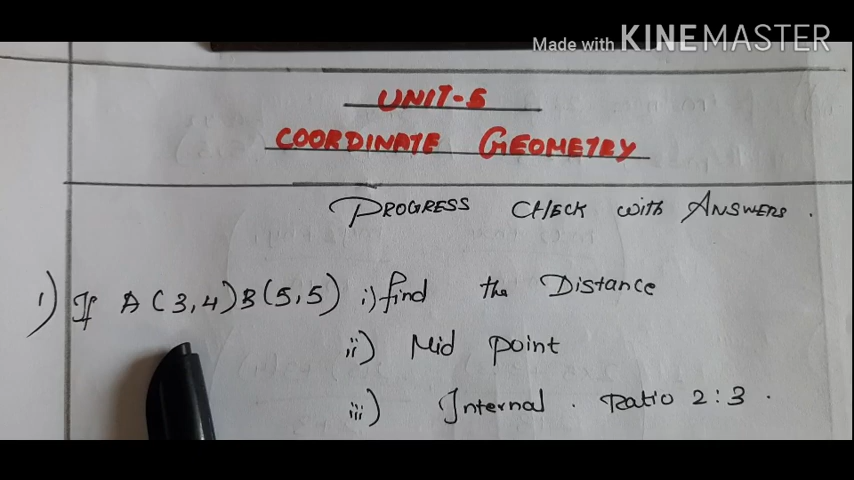 Made with KINEMASTER
UNIT-5
COORDINATE GEOMETRY
PROGRESS CHECK with ANSWERS.
1) If A(3,4) B(5,5) i) find the Distance
ii) Mid point
iii) Internal. Ratio 2:3.